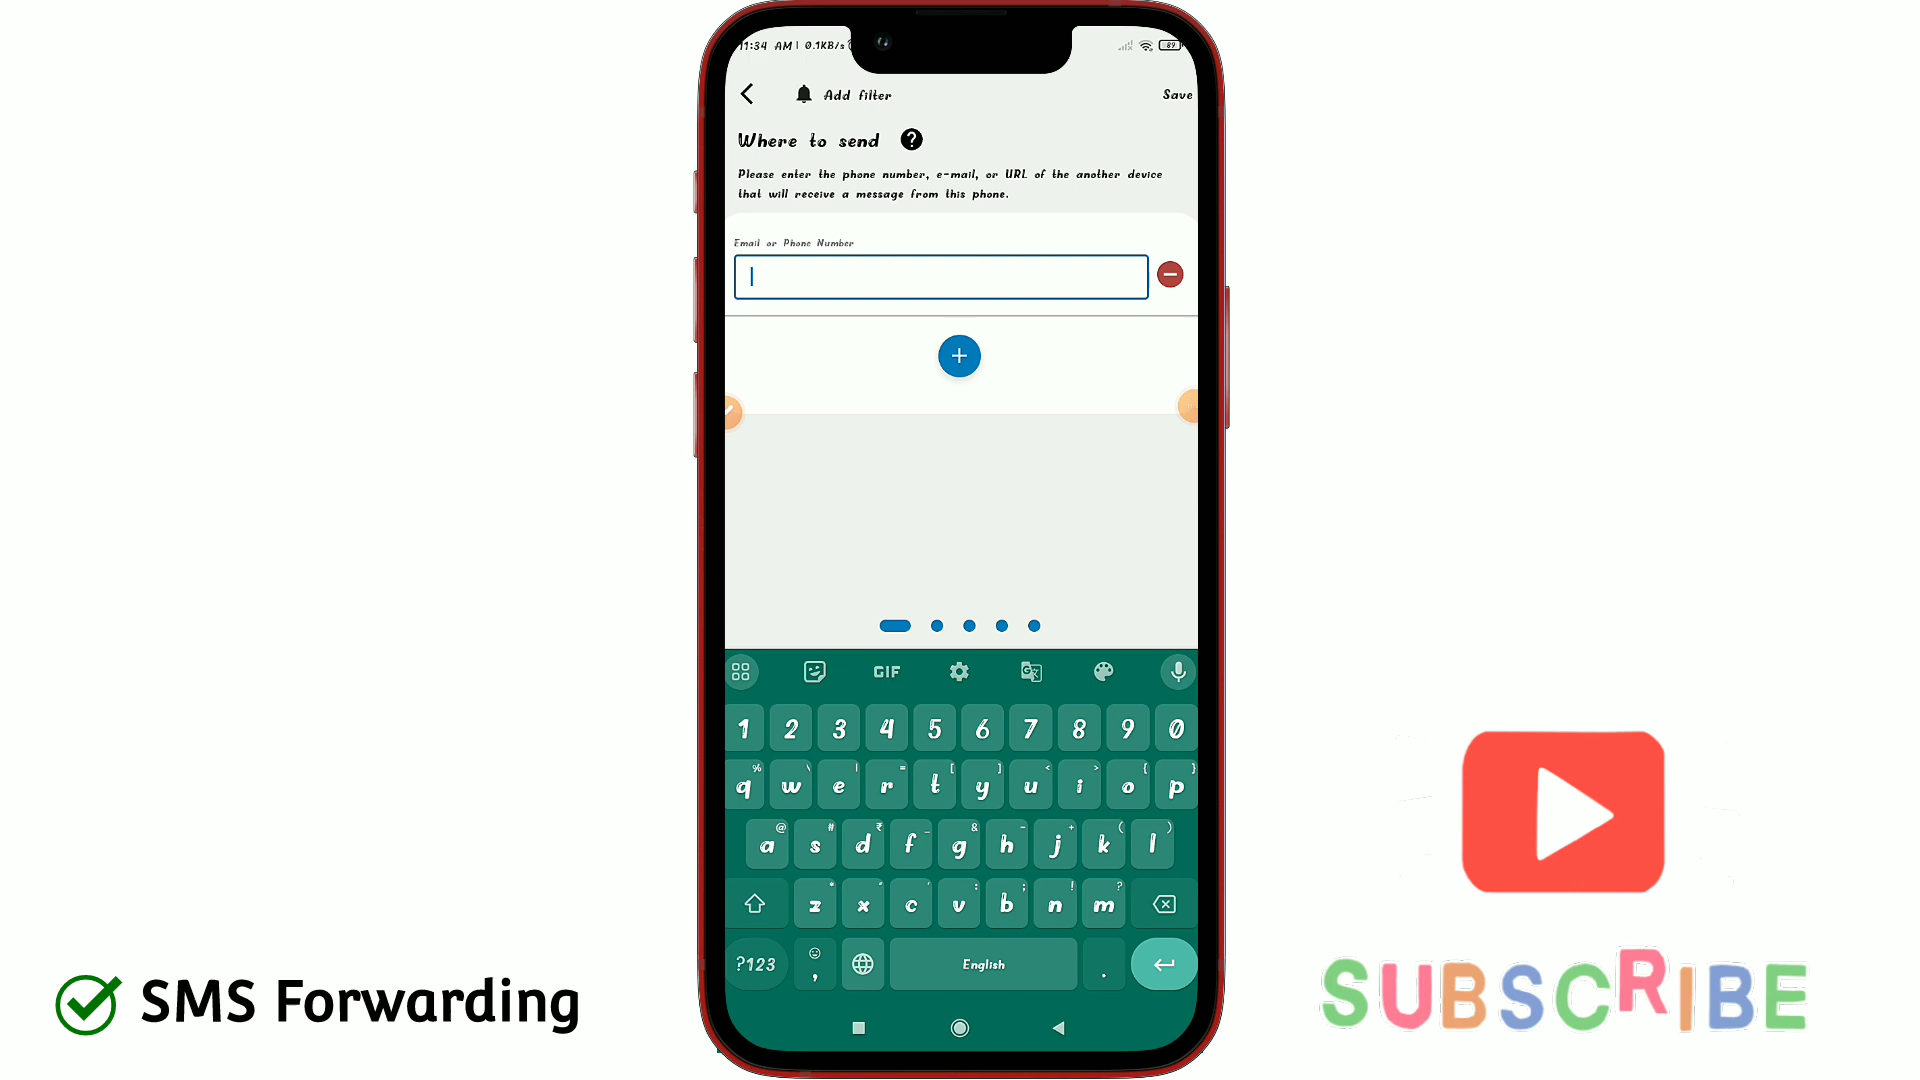 11:34 AM | 0.1KB/s
89
Add filter
Save
Where to send ?
Please enter the phone number, e-mail, or URL of the another device
that will receive a message from this phone.
Email or Phone Number
GIF
1 2 3 4 5 6 7 8 9 0
% \ | = [ ] < > { }
q w e r t y u i o p
@ # ₹ _ & - + ( )
a s d f g h j k l
* " ' : ; ! ?
z x c v b n m
?123 , English .
SMS Forwarding
SUBSCRIBE